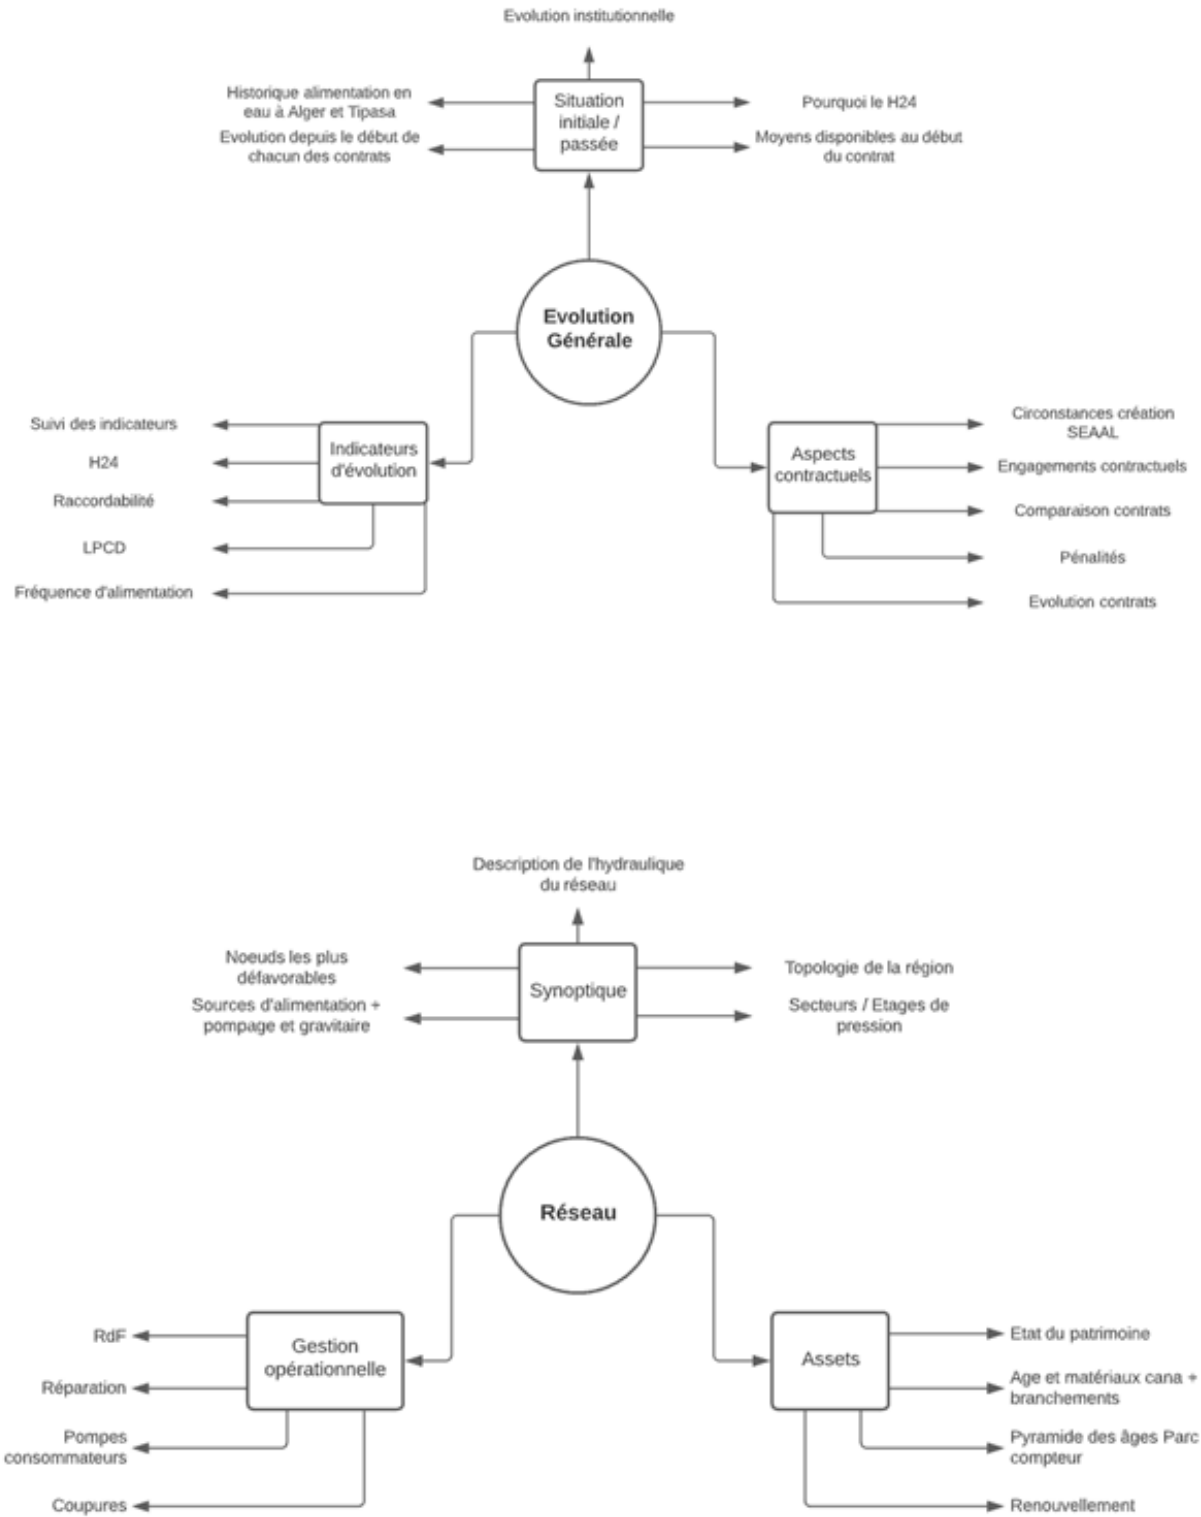 Evolution institutionnelle
Historique alimentation en
eau à Alger et Tipasa
Evolution depuis le début de
chacun des contrats
Situation
initiale /
passée
Pourquoi le H24
Moyens disponibles au début
du contrat
Evolution
Générale
Suivi des indicateurs
H24
Raccordabilité
LPCD
Fréquence d'alimentation
Indicateurs
d'évolution
Aspects
contractuels
Circonstances création
SEAAL
Engagements contractuels
Comparaison contrats
Pénalités
Evolution contrats
Description de l'hydraulique
du réseau
Noeuds les plus
défavorables
Sources d'alimentation +
pompage et gravitaire
Synoptique
Topologie de la région
Secteurs / Etages de
pression
Réseau
RdF
Réparation
Pompes
consommateurs
Coupures
Gestion
opérationnelle
Assets
Etat du patrimoine
Age et matériaux cana +
branchements
Pyramide des âges Parc
compteur
Renouvellement